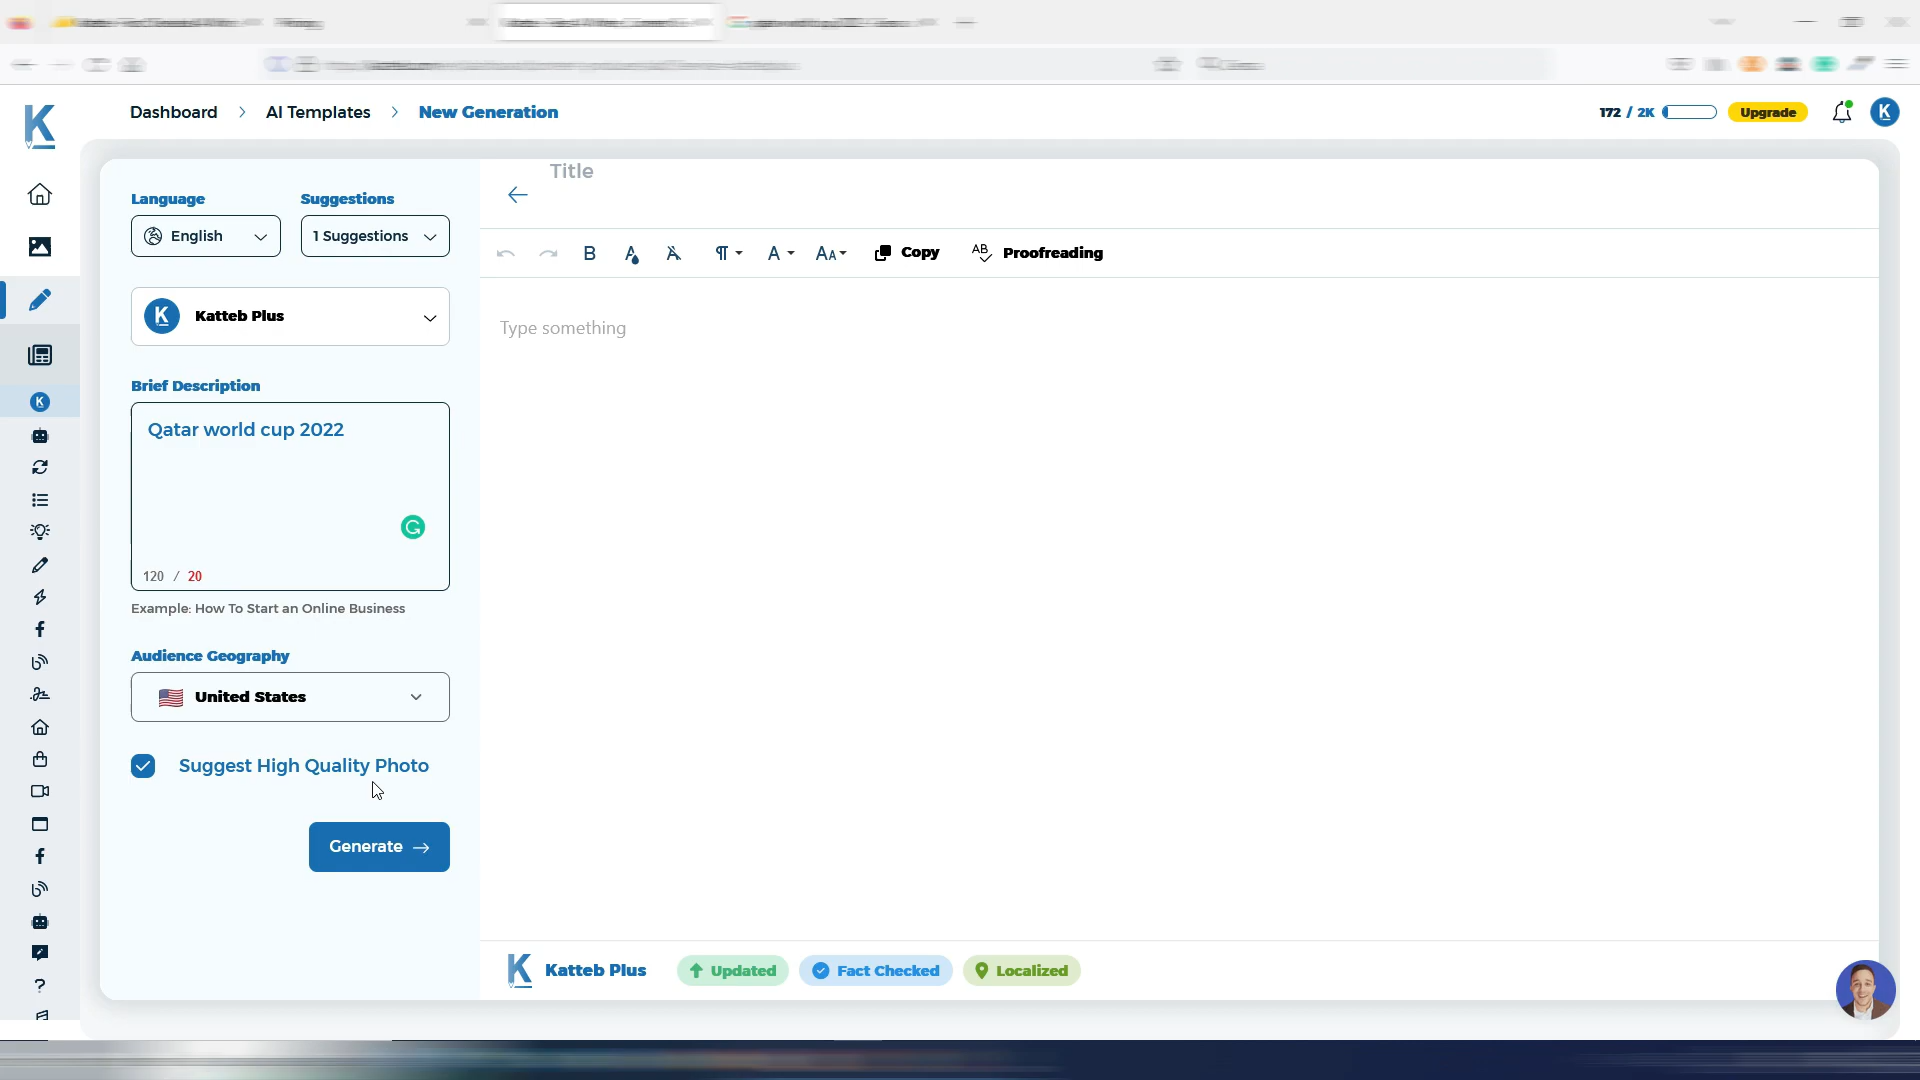 Dashboard > AI Templates > New Generation
172 / 2K
Upgrade
K
Language
Suggestions
English
1 Suggestions
K Katteb Plus
Brief Description
Qatar world cup 2022
120 / 20
Example: How To Start an Online Business
Audience Geography
United States
Suggest High Quality Photo
Generate →
Title
B
Copy
AB Proofreading
Type something
Katteb Plus
Updated
Fact Checked
Localized